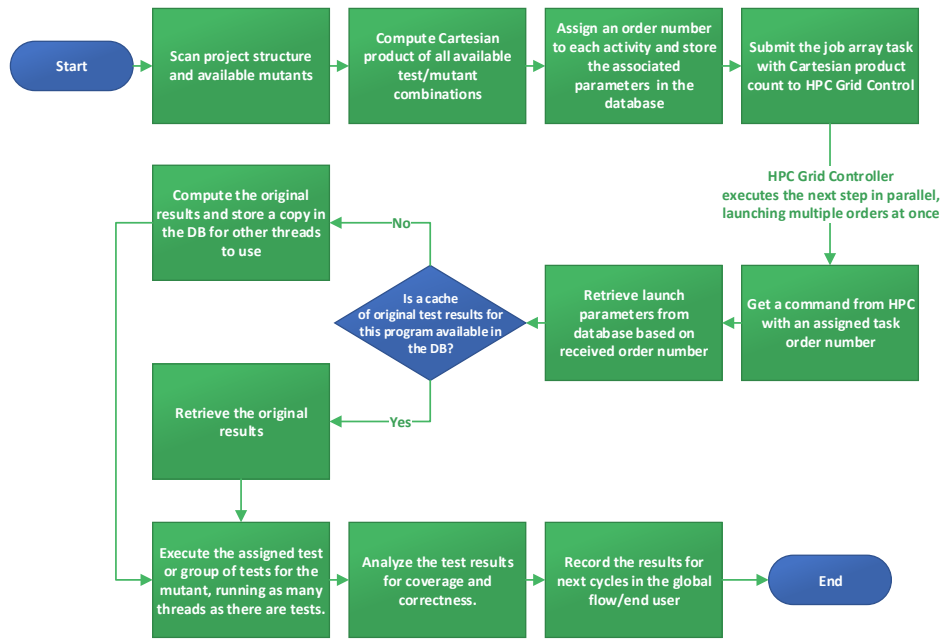 Start
Scan project structure
and available mutants
Compute Cartesian
product of all available
test/mutant
combinations
Assign an order number
to each activity and store
the associated
parameters in the
database
Submit the job array task
with Cartesian product
count to HPC Grid Control
HPC Grid Controller
executes the next step in parallel,
launching multiple orders at once
Get a command from HPC
with an assigned task
order number
Retrieve launch
parameters from
database based on
received order number
Is a cache
of original test results for
this program available in
the DB?
No
Compute the original
results and store a copy in
the DB for other threads
to use
Yes
Retrieve the original
results
Execute the assigned test
or group of tests for the
mutant, running as many
threads as there are tests.
Analyze the test results
for coverage and
correctness.
Record the results for
next cycles in the global
flow/end user
End